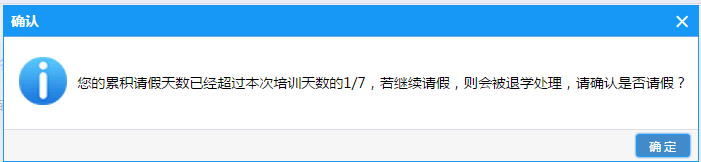 确认
您的累积请假天数已经超过本次培训天数的1/7，若继续请假，则会被退学处理，请确认是否请假？
确定